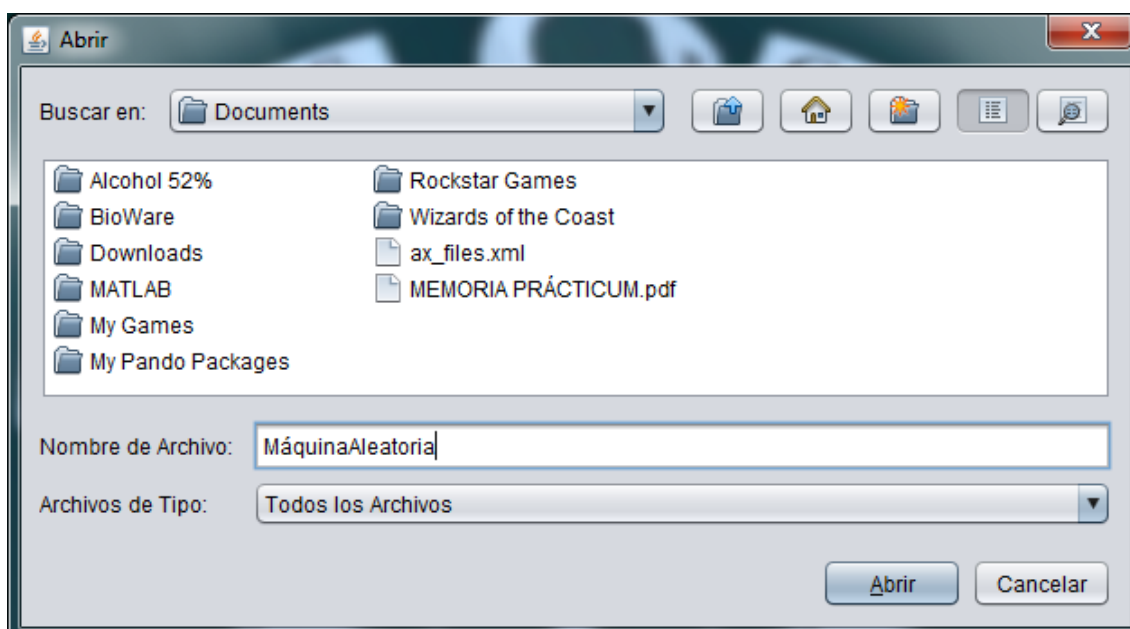 Abrir
Buscar en: Documents
Alcohol 52% Rockstar Games
BioWare Wizards of the Coast
Downloads ax_files.xml
MATLAB MEMORIA PRÁCTICUM.pdf
My Games
My Pando Packages
Nombre de Archivo: MáquinaAleatoria
Archivos de Tipo: Todos los Archivos
Abrir Cancelar